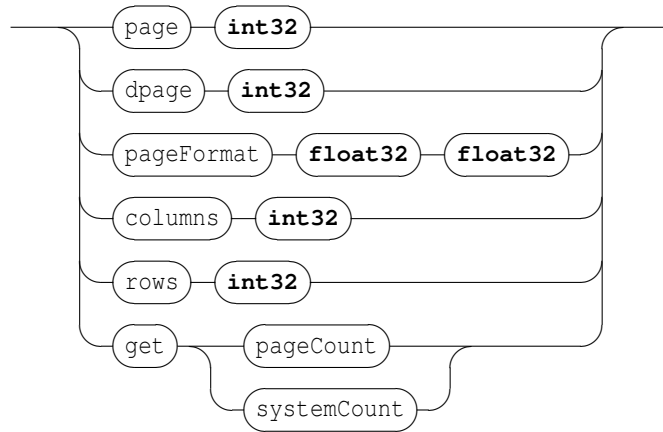 page int32
dpage int32
pageFormat float32 float32
columns int32
rows int32
get pageCount
systemCount